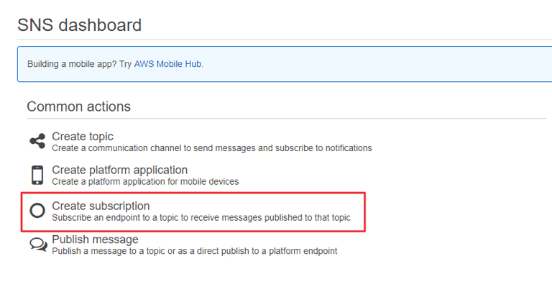 SNS dashboard
Building a mobile app? Try AWS Mobile Hub.
Common actions
Create topic
Create a communication channel to send messages and subscribe to notifications
Create platform application
Create a platform application for mobile devices
Create subscription
Subscribe an endpoint to a topic to receive messages published to that topic
Publish message
Publish a message to a topic or as a direct publish to a platform endpoint